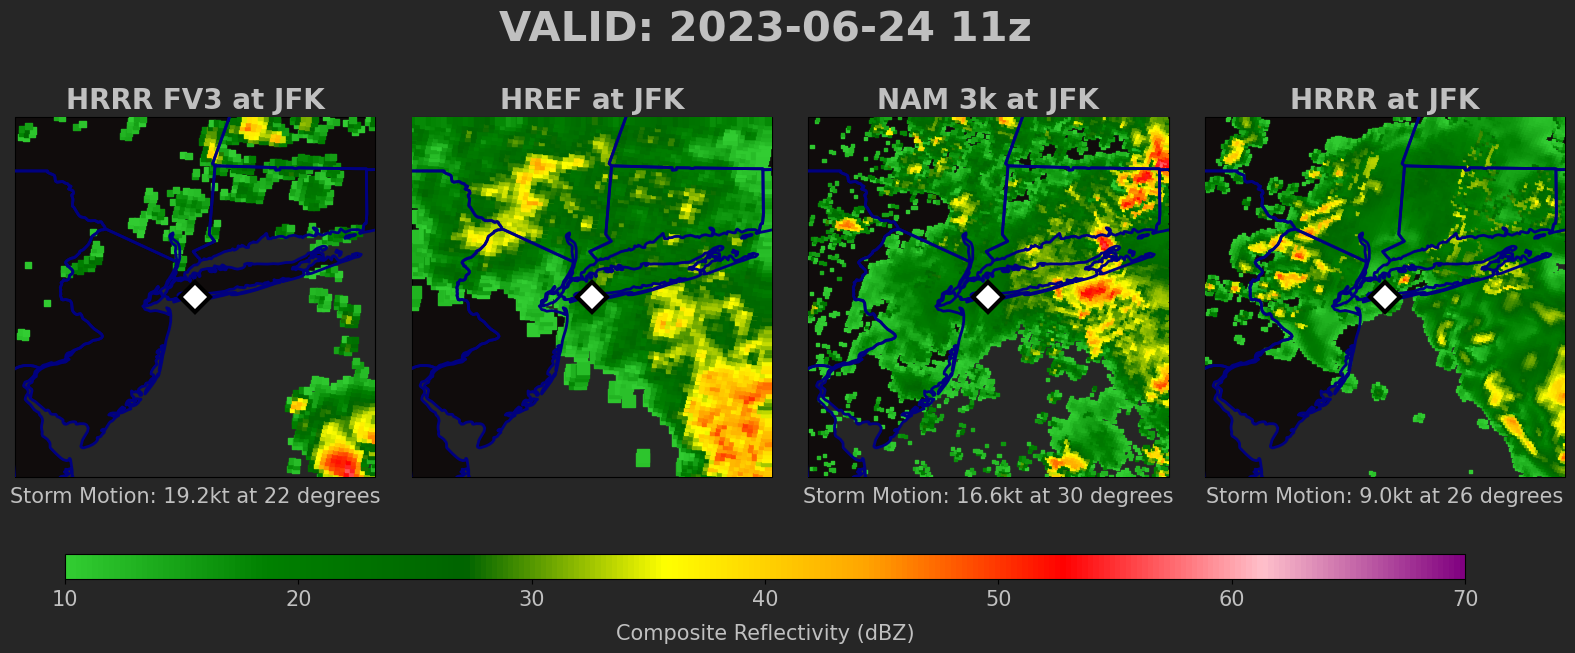 VALID: 2023-06-24 11z
HRRR FV3 at JFK
HREF at JFK
NAM 3k at JFK
HRRR at JFK
Storm Motion: 19.2kt at 22 degrees
Storm Motion: 16.6kt at 30 degrees
Storm Motion: 9.0kt at 26 degrees
10 20 30 40 50 60 70
Composite Reflectivity (dBZ)